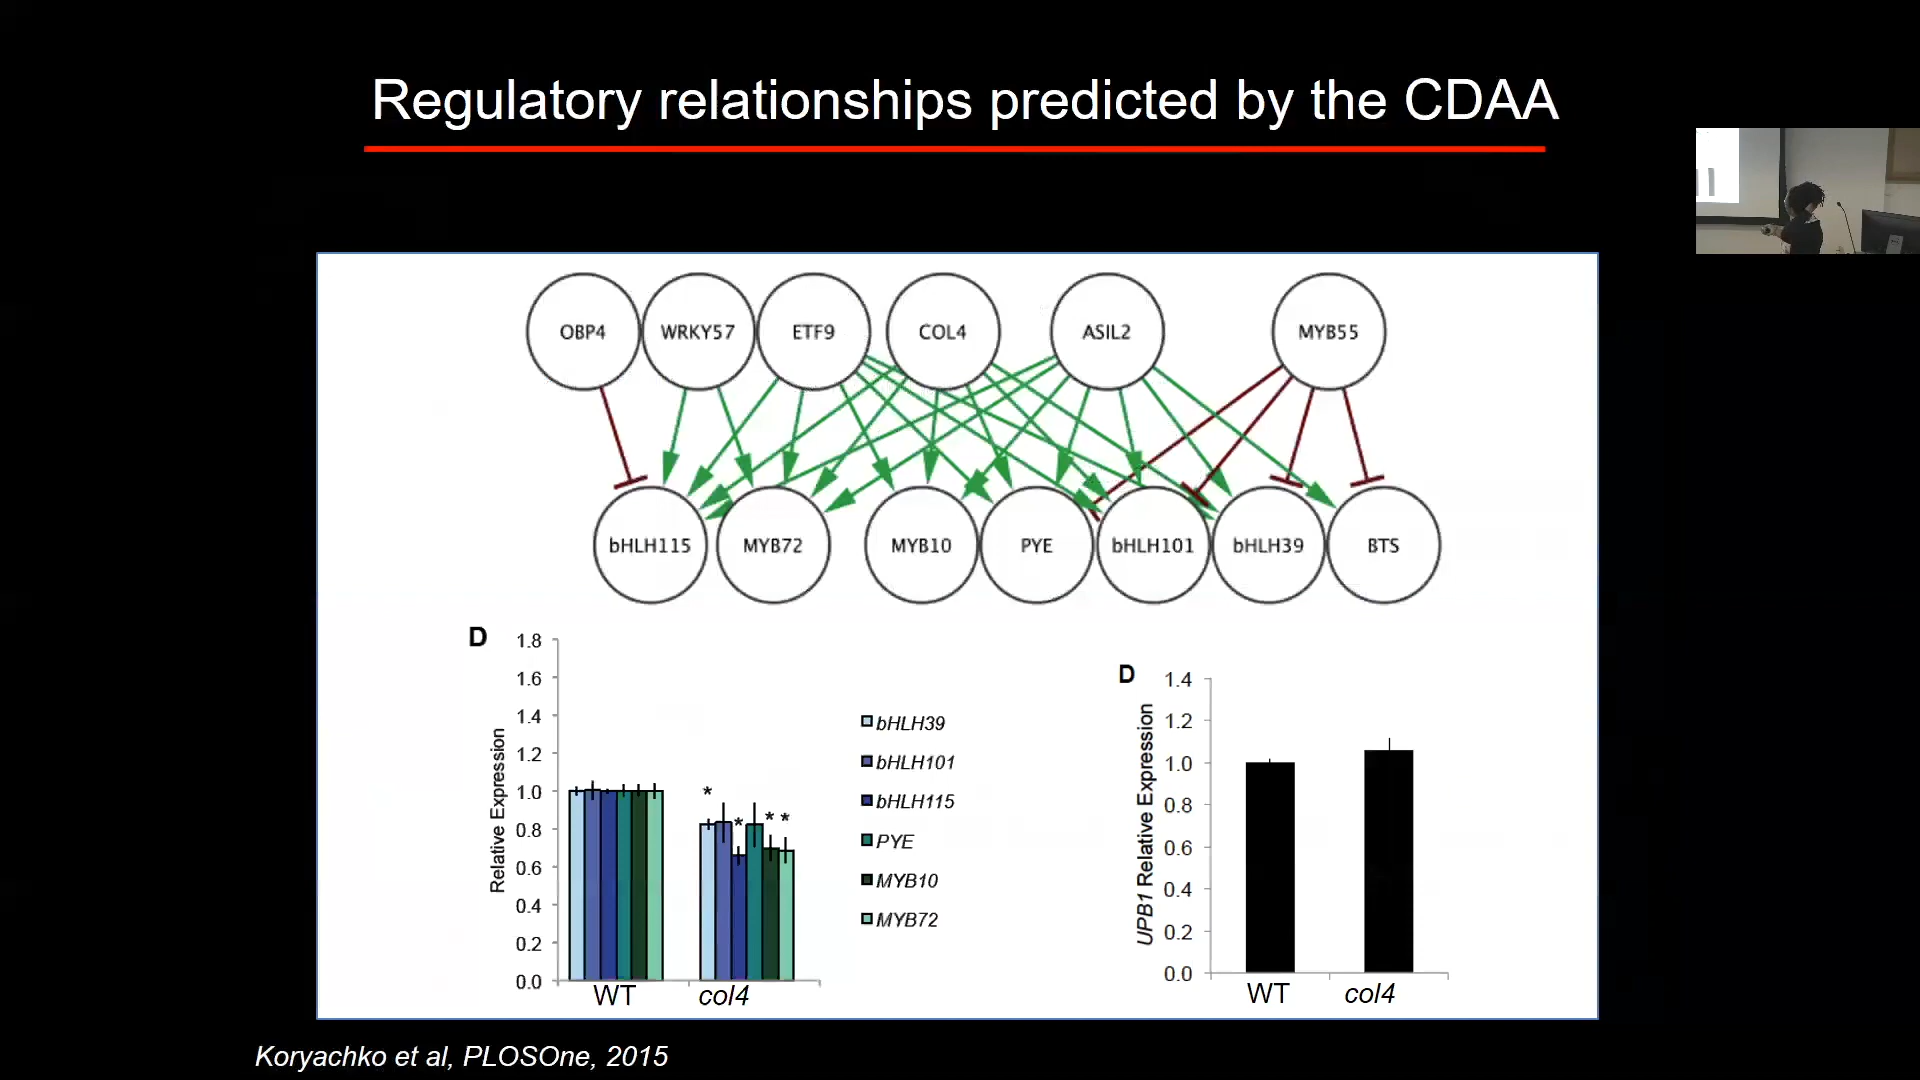 Regulatory relationships predicted by the CDAA
OBP4 WRKY57 ETF9 COL4 ASIL2 MYB55
bHLH115 MYB72 MYB10 PYE bHLH101 bHLH39 BTS
D
Relative Expression
1.8
1.6
1.4
1.2
1.0
0.8
0.6
0.4
0.2
0.0
* * * *
WT col4
bHLH39
bHLH101
bHLH115
PYE
MYB10
MYB72
D
UPB1 Relative Expression
1.4
1.2
1.0
0.8
0.6
0.4
0.2
0.0
WT col4
Koryachko et al, PLOSOne, 2015